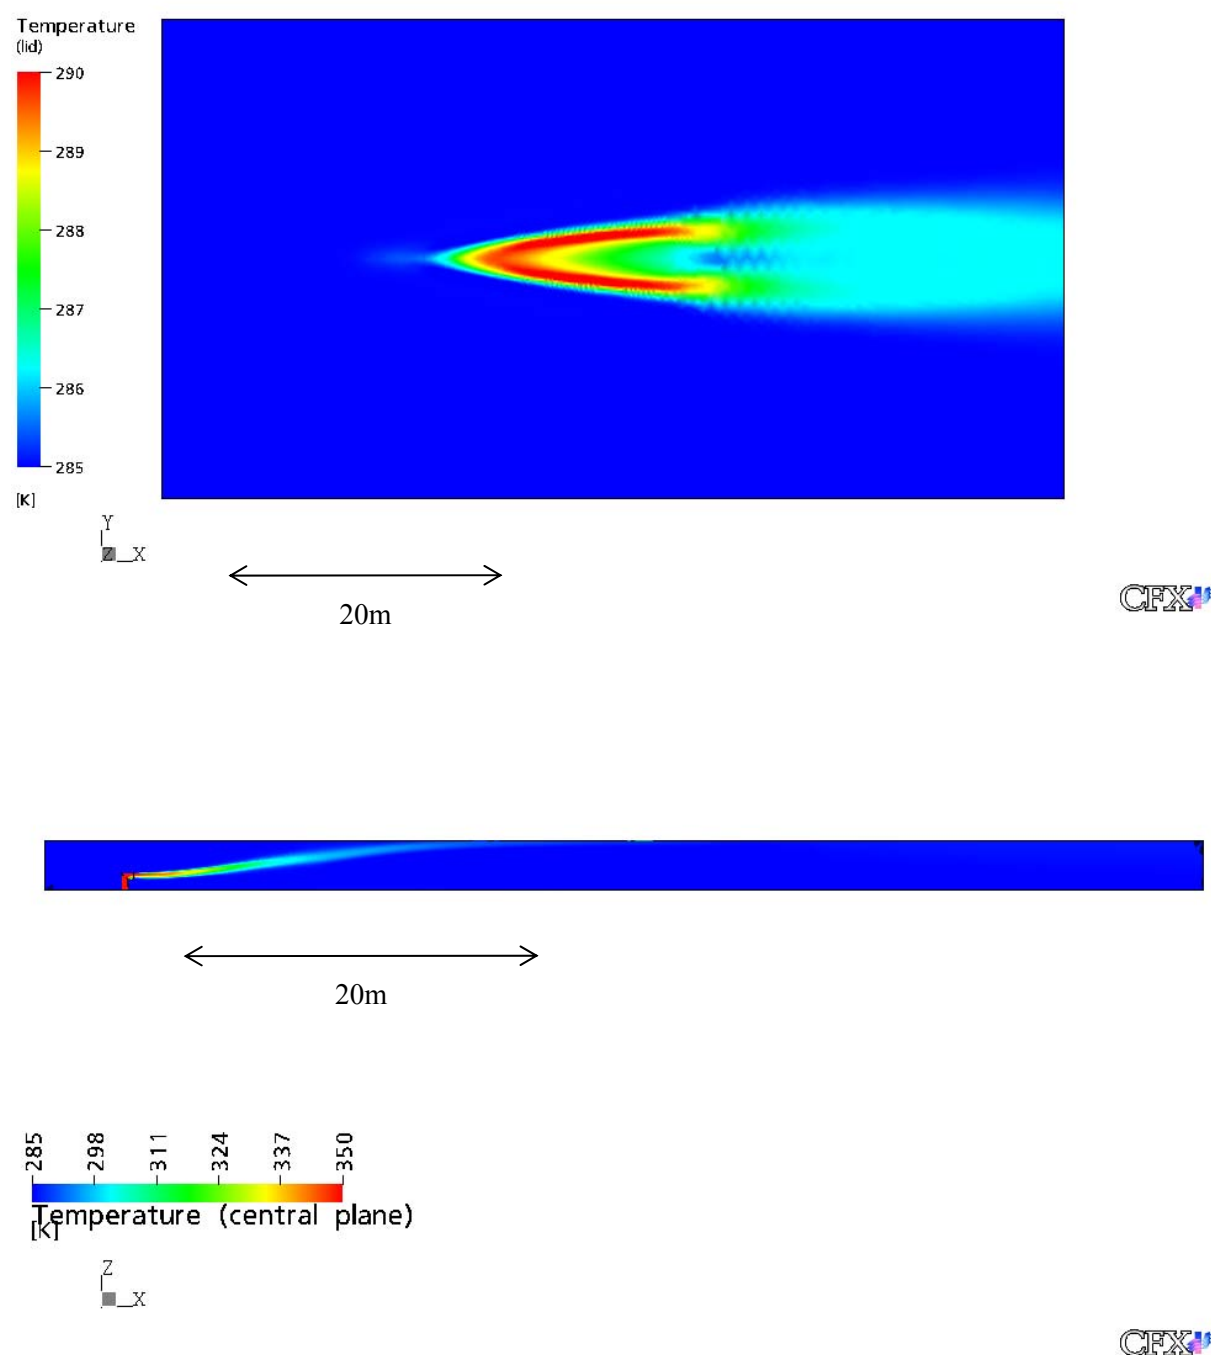 Temperature
(lid)
290
289
288
287
286
285
[K]
Y
Z X
20m
CFX
20m
285 298 311 324 337 350
Temperature (central plane)
[K]
Z
X
CFX